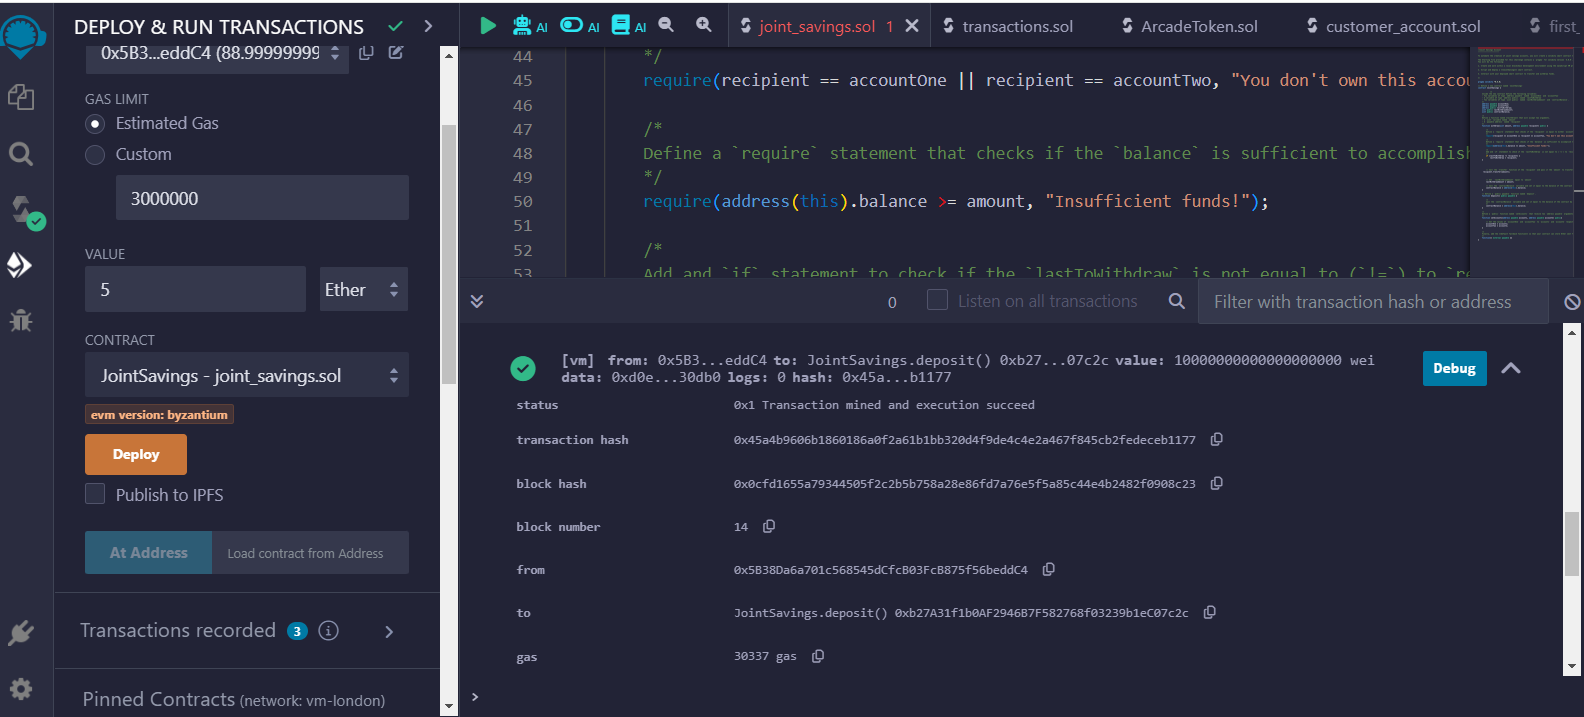 DEPLOY & RUN TRANSACTIONS
0x5B3...eddC4 (88.99999999
GAS LIMIT
Estimated Gas
Custom
3000000
VALUE
5
Ether
CONTRACT
JointSavings - joint_savings.sol
evm version: byzantium
Deploy
Publish to IPFS
At Address
Load contract from Address
Transactions recorded 3 i
Pinned Contracts (network: vm-london)
AI AI AI
joint_savings.sol 1
transactions.sol
ArcadeToken.sol
customer_account.sol
first_
44 */
45 require(recipient == accountOne || recipient == accountTwo, "You don't own this accou
46
47 /*
48 Define a `require` statement that checks if the `balance` is sufficient to accomplish
49 */
50 require(address(this).balance >= amount, "Insufficient funds!");
51
52 /*
53 Add and `if` statement to check if the `lastToWithdraw` is not equal to (`!=`) to `re
0
Listen on all transactions
Filter with transaction hash or address
[vm] from: 0x5B3...eddC4 to: JointSavings.deposit() 0xb27...07c2c value: 10000000000000000000 wei
data: 0xd0e...30db0 logs: 0 hash: 0x45a...b1177
Debug
status 0x1 Transaction mined and execution succeed
transaction hash 0x45a4b9606b1860186a0f2a61b1bb320d4f9de4c4e2a467f845cb2fedeceb1177
block hash 0x0cfd1655a79344505f2c2b5b758a28e86fd7a76e5f5a85c44e4b2482f0908c23
block number 14
from 0x5B38Da6a701c568545dCfcB03FcB875f56beddC4
to JointSavings.deposit() 0xb27A31f1b0AF2946B7F582768f03239b1eC07c2c
gas 30337 gas
>